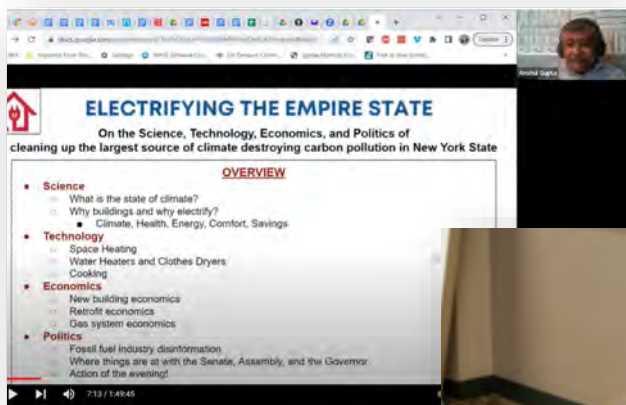 Anshul Gupta
ELECTRIFYING THE EMPIRE STATE
On the Science, Technology, Economics, and Politics of
cleaning up the largest source of climate destroying carbon pollution in New York State
OVERVIEW
Science
What is the state of climate?
Why buildings and why electrify?
Climate, Health, Energy, Comfort, Savings
Technology
Space Heating
Water Heaters and Clothes Dryers
Cooking
Economics
New building economics
Retrofit economics
Gas system economics
Politics
Fossil fuel industry disinformation
Where things are at with the Senate, Assembly, and the Governor
Action of the evening!
7:13 / 1:49:45